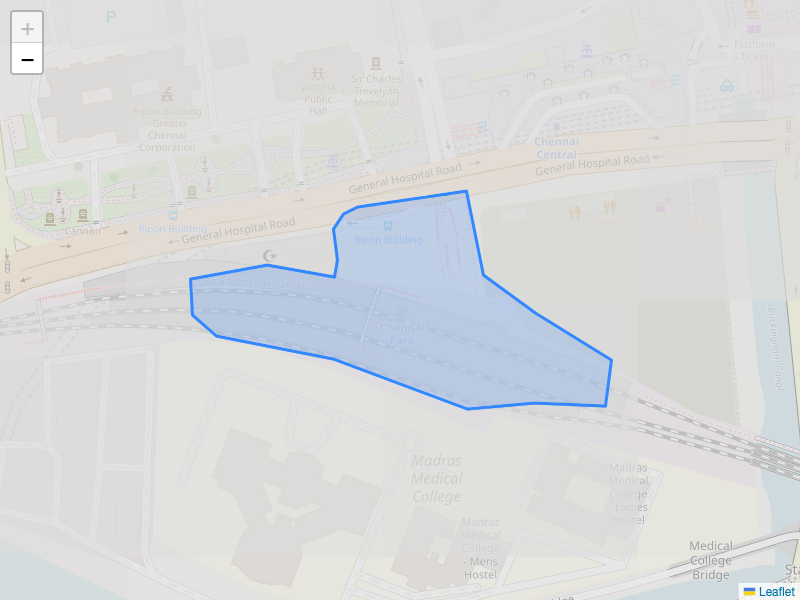 +
−
P
Platform
Ticket
Sir Charles
Trevelyan
Memorial
Victoria
Public
Hall
Ripon Building
Greater
Chennai
Corporation
Chennai
Central
General Hospital Road
General Hospital Road
Cannon
Ripon Building
General Hospital Road
Ripon Building
Chennai
Park
Buckingham Canal
Madras
Medical
College
Madras
Medical
College
Ladies
Hostel
Madras
Medical
College
- Mens
Hostel
Medical
College
Bridge
Sta
Leaflet